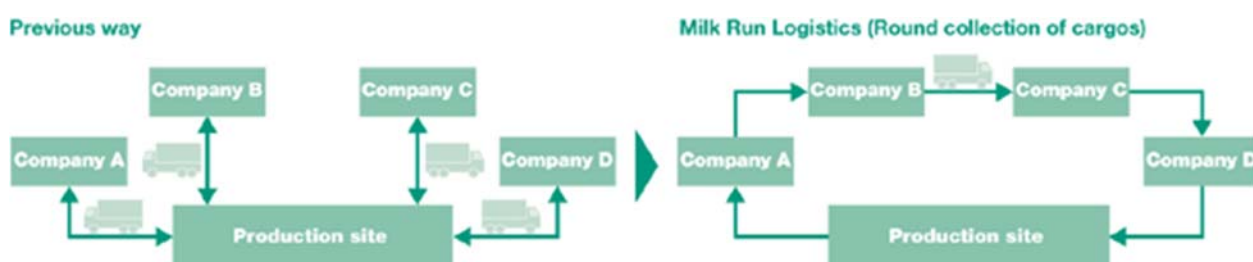 Previous way
Company B
Company C
Company A
Company D
Production site
Milk Run Logistics (Round collection of cargos)
Company B
Company C
Company A
Company D
Production site